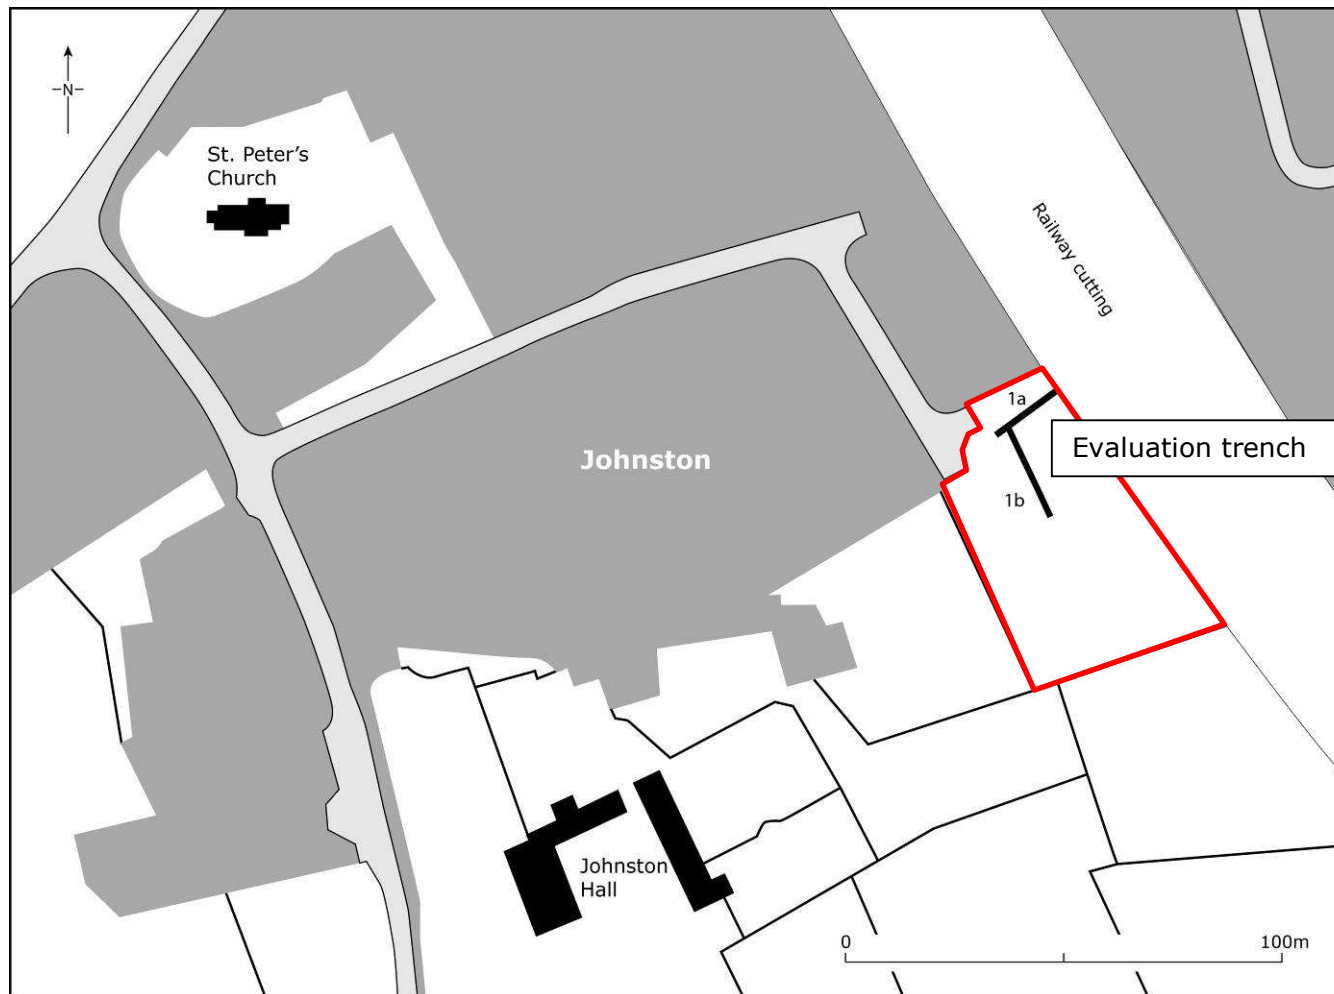 –N–
St. Peter's
Church
Railway cutting
1a
Evaluation trench
Johnston
1b
Johnston
Hall
0
100m